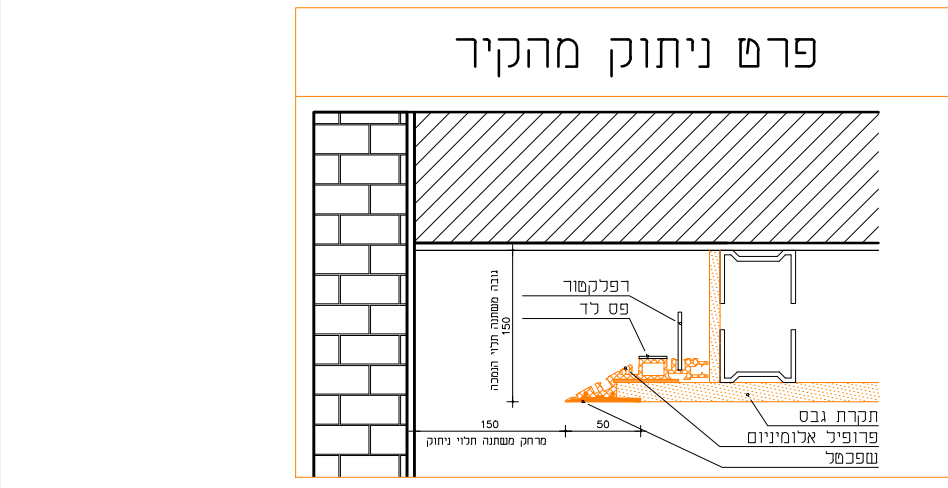 פרט ניתוק מהקיר
רפלקטור
פס לד
גובה משתנה תלוי הנמכה
150
תקרת גבס
150
50
פרופיל אלומיניום
מרחק משתנה תלוי ניתוק
שפכטל